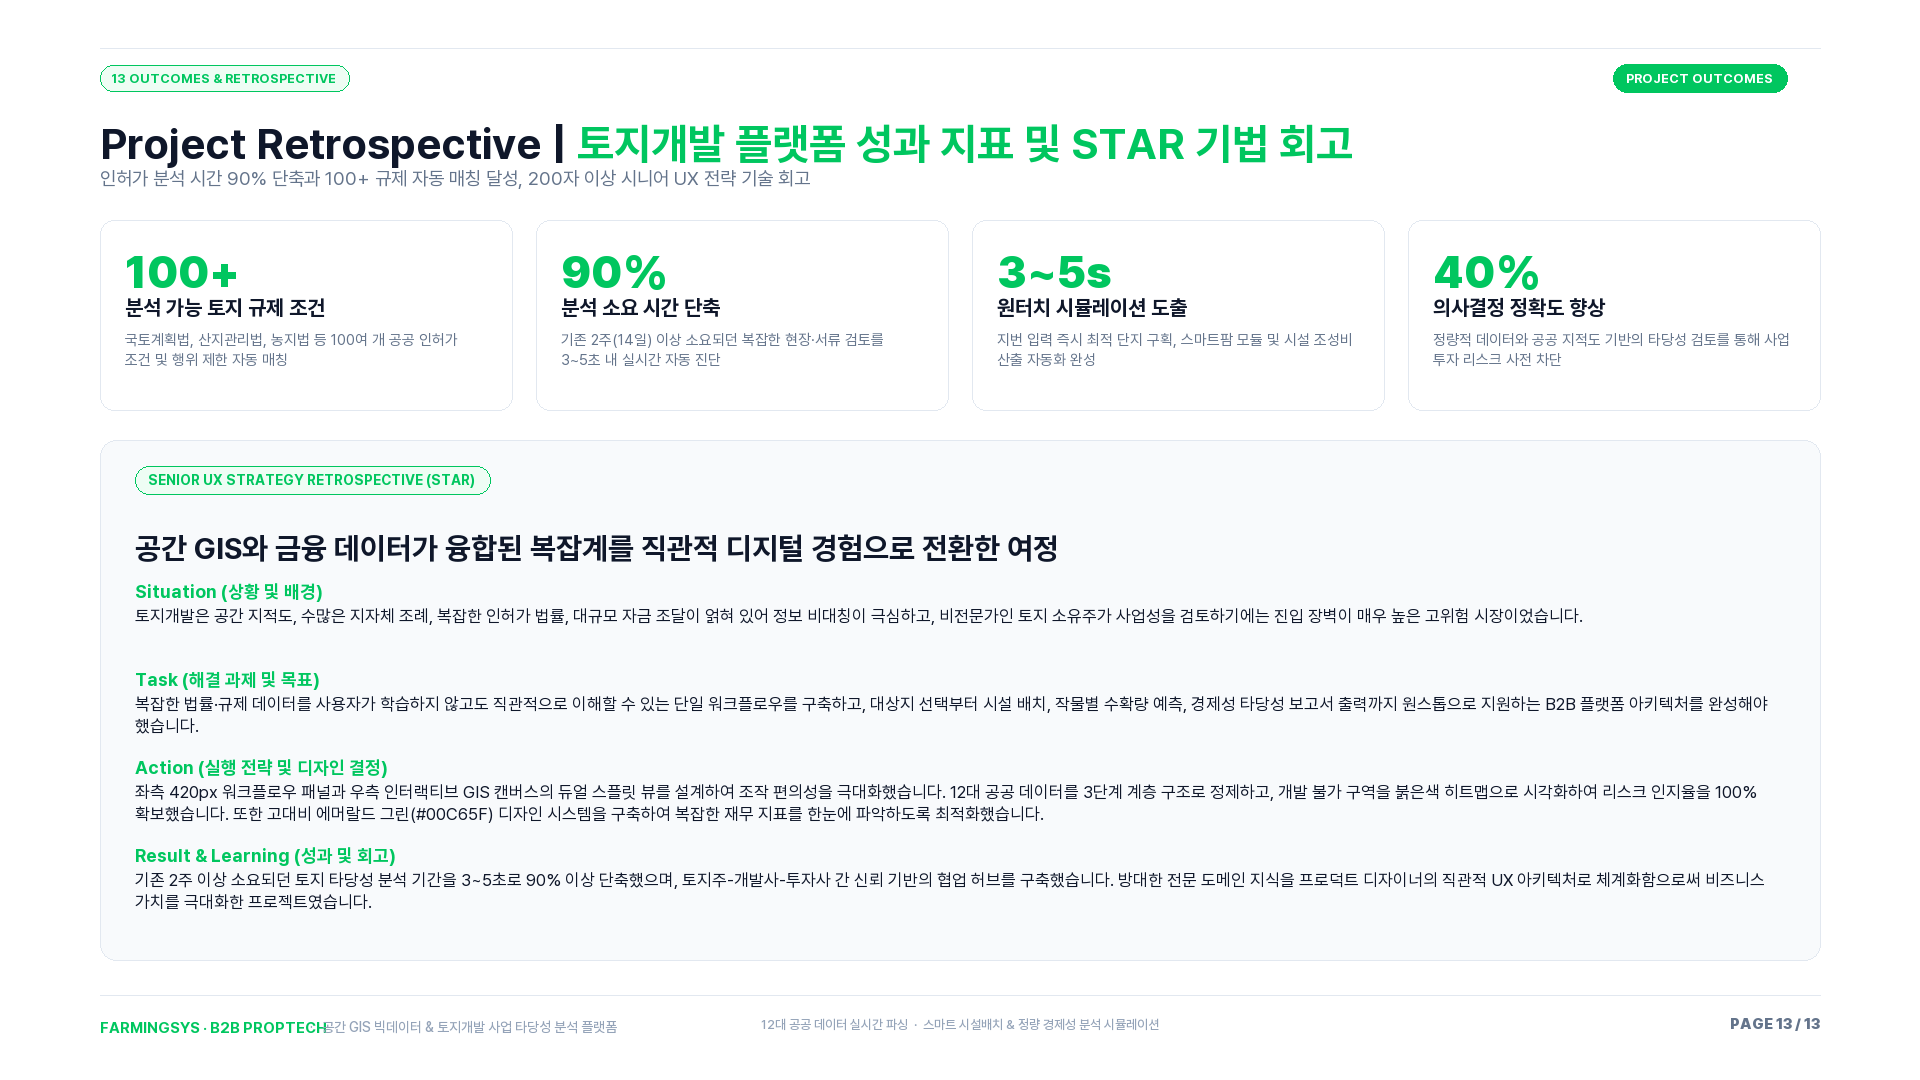 13 OUTCOMES & RETROSPECTIVE
PROJECT OUTCOMES
Project Retrospective | 토지개발 플랫폼 성과 지표 및 STAR 기법 회고
인허가 분석 시간 90% 단축과 100+ 규제 자동 매칭 달성, 200자 이상 시니어 UX 전략 기술 회고
100+
분석 가능 토지 규제 조건
국토계획법, 산지관리법, 농지법 등 100여 개 공공 인허가
조건 및 행위 제한 자동 매칭
90%
분석 소요 시간 단축
기존 2주(14일) 이상 소요되던 복잡한 현장·서류 검토를
3~5초 내 실시간 자동 진단
3~5s
원터치 시뮬레이션 도출
지번 입력 즉시 최적 단지 구획, 스마트팜 모듈 및 시설 조성비
산출 자동화 완성
40%
의사결정 정확도 향상
정량적 데이터와 공공 지적도 기반의 타당성 검토를 통해 사업
투자 리스크 사전 차단
SENIOR UX STRATEGY RETROSPECTIVE (STAR)
공간 GIS와 금융 데이터가 융합된 복잡계를 직관적 디지털 경험으로 전환한 여정
Situation (상황 및 배경)
토지개발은 공간 지적도, 수많은 지자체 조례, 복잡한 인허가 법률, 대규모 자금 조달이 얽혀 있어 정보 비대칭이 극심하고, 비전문가인 토지 소유주가 사업성을 검토하기에는 진입 장벽이 매우 높은 고위험 시장이었습니다.
Task (해결 과제 및 목표)
복잡한 법률·규제 데이터를 사용자가 학습하지 않고도 직관적으로 이해할 수 있는 단일 워크플로우를 구축하고, 대상지 선택부터 시설 배치, 작물별 수확량 예측, 경제성 타당성 보고서 출력까지 원스톱으로 지원하는 B2B 플랫폼 아키텍처를 완성해야
했습니다.
Action (실행 전략 및 디자인 결정)
좌측 420px 워크플로우 패널과 우측 인터랙티브 GIS 캔버스의 듀얼 스플릿 뷰를 설계하여 조작 편의성을 극대화했습니다. 12대 공공 데이터를 3단계 계층 구조로 정제하고, 개발 불가 구역을 붉은색 히트맵으로 시각화하여 리스크 인지율을 100%
확보했습니다. 또한 고대비 에머랄드 그린(#00C65F) 디자인 시스템을 구축하여 복잡한 재무 지표를 한눈에 파악하도록 최적화했습니다.
Result & Learning (성과 및 회고)
기존 2주 이상 소요되던 토지 타당성 분석 기간을 3~5초로 90% 이상 단축했으며, 토지주-개발사-투자사 간 신뢰 기반의 협업 허브를 구축했습니다. 방대한 전문 도메인 지식을 프로덕트 디자이너의 직관적 UX 아키텍처로 체계화함으로써 비즈니스
가치를 극대화한 프로젝트였습니다.
FARMINGSYS · B2B PROPTECH 공간 GIS 빅데이터 & 토지개발 사업 타당성 분석 플랫폼
12대 공공 데이터 실시간 파싱 · 스마트 시설배치 & 정량 경제성 분석 시뮬레이션
PAGE 13 / 13